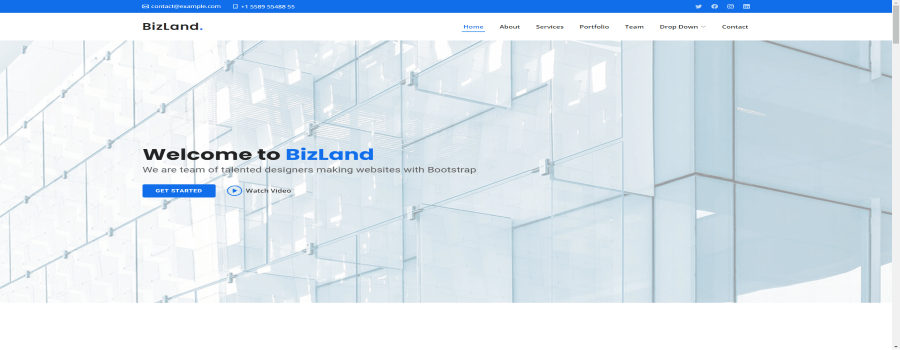 contact@example.com +1 5589 55488 55
BizLand. Home About Services Portfolio Team Drop Down Contact
Welcome to BizLand
We are team of talented designers making websites with Bootstrap
GET STARTED Watch Video